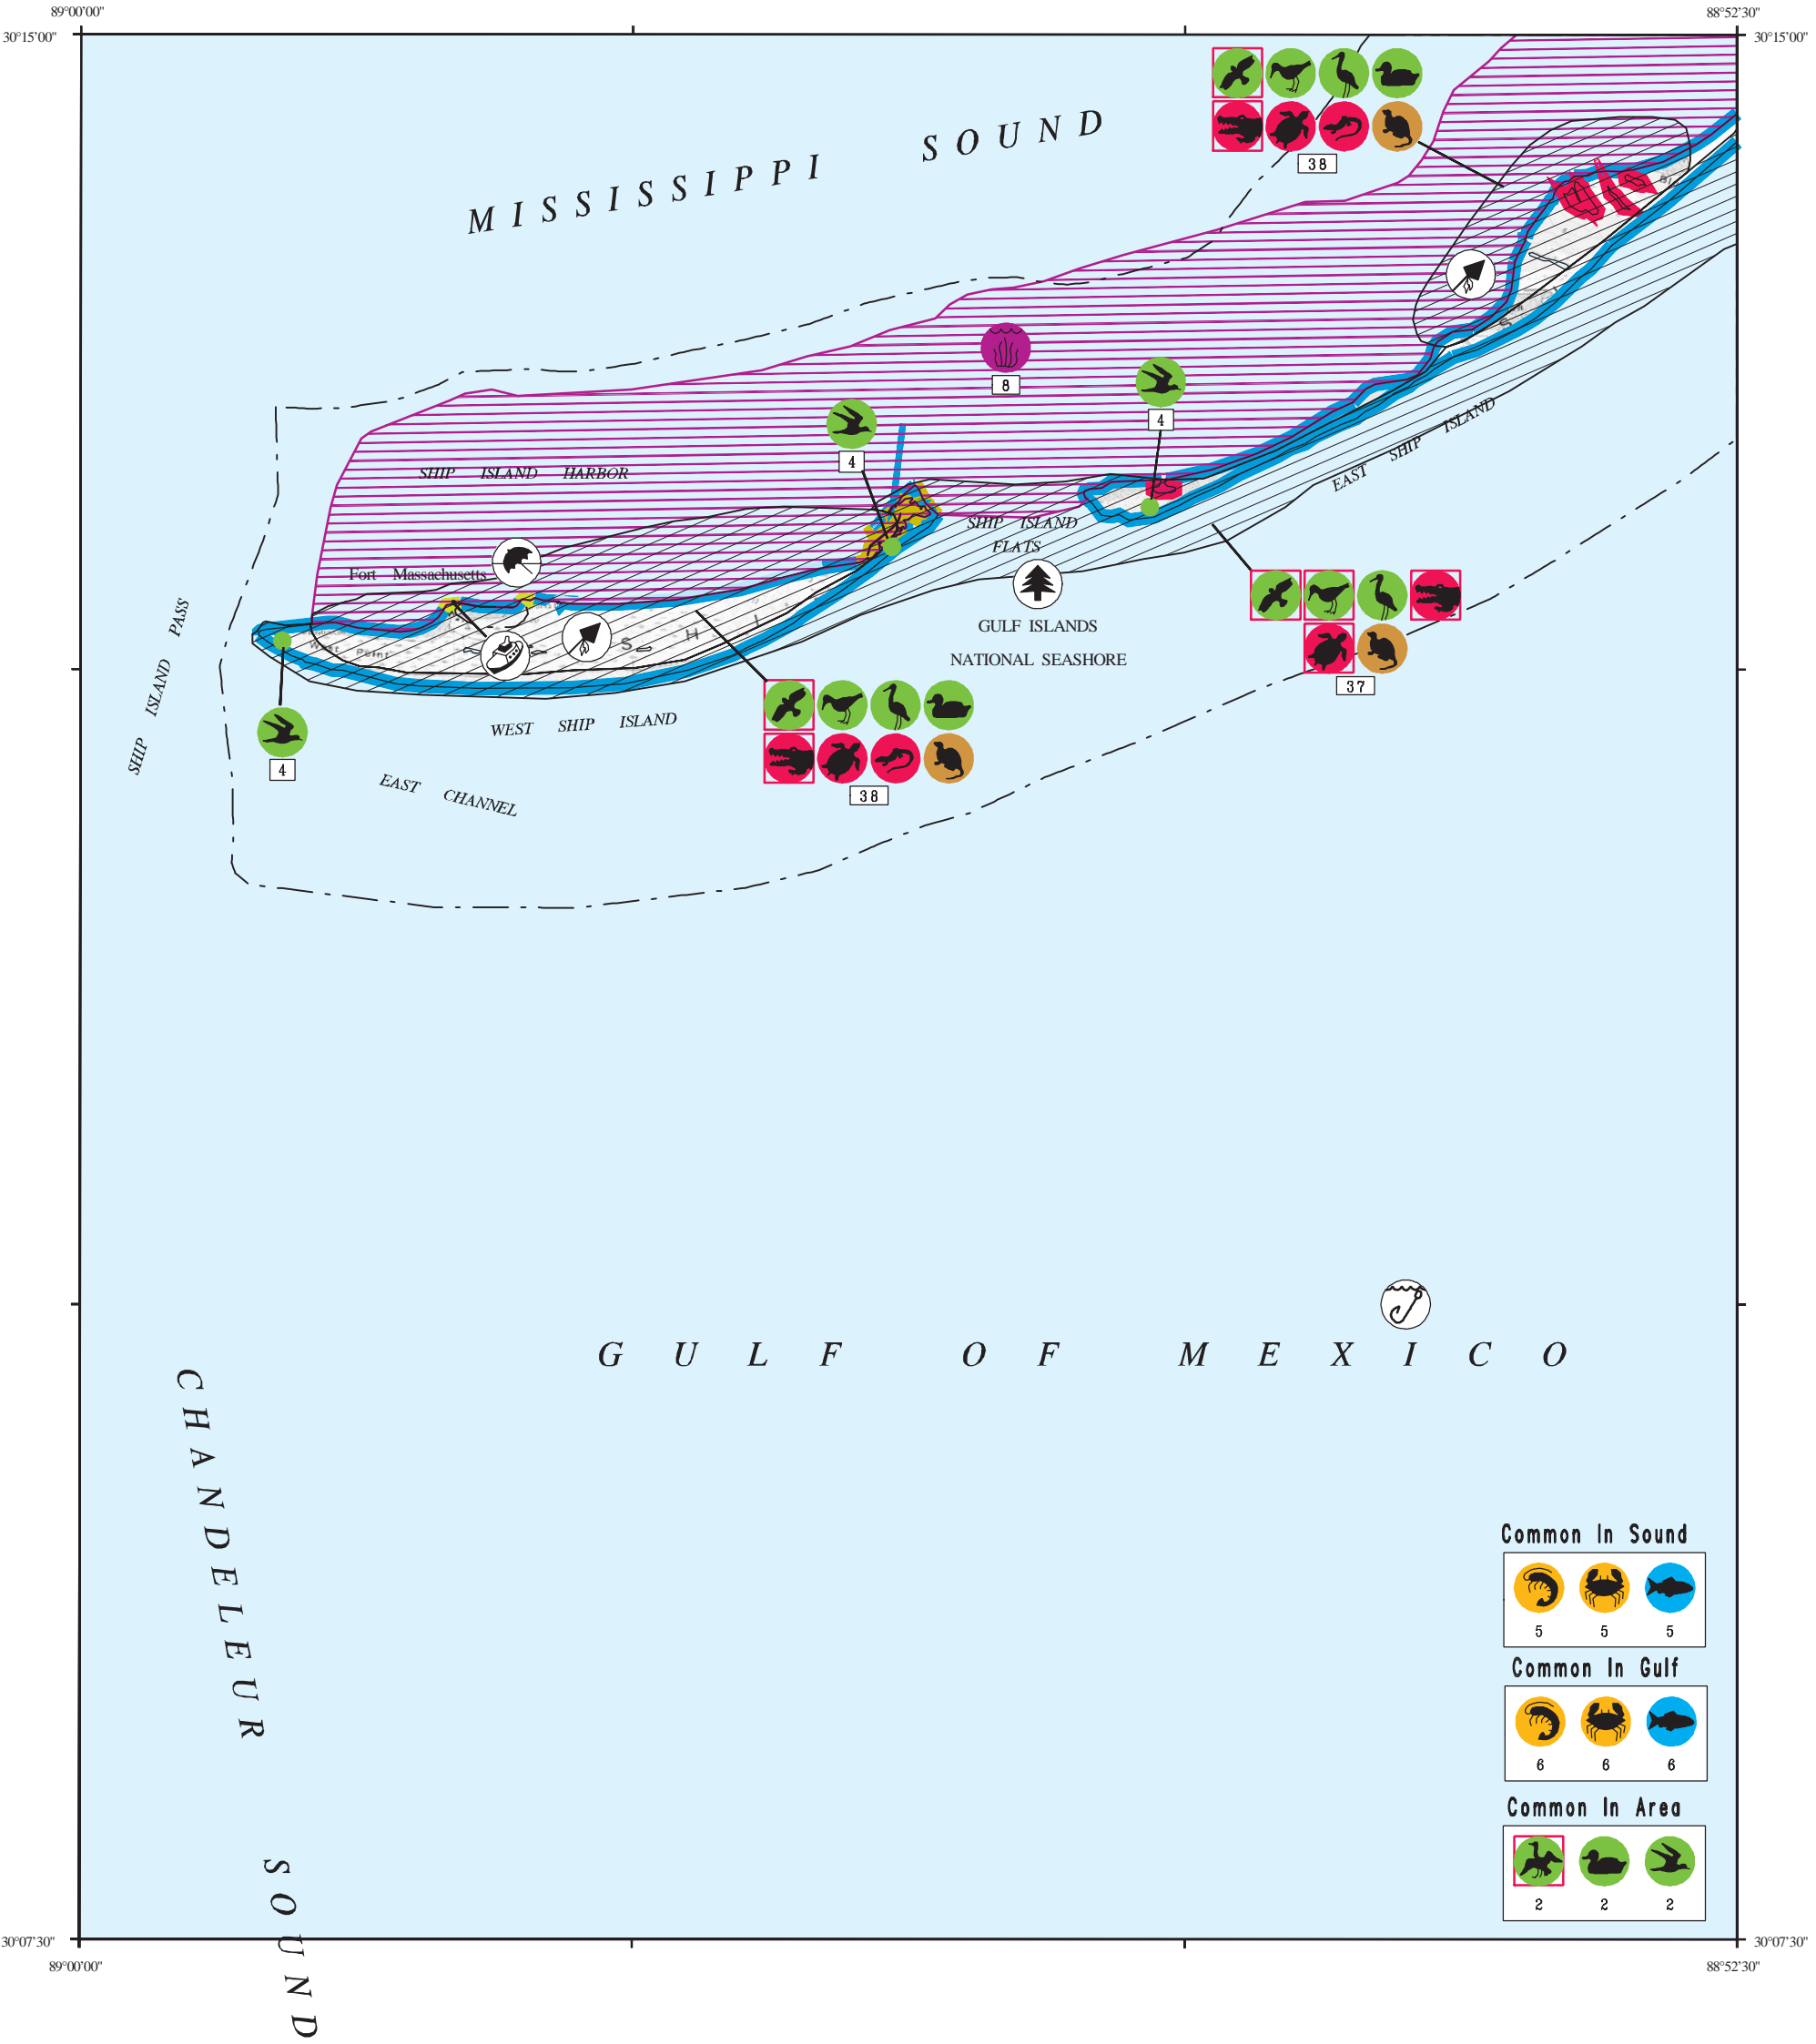 89°00'00"
88°52'30"
30°15'00"
30°15'00"
MISSISSIPPI SOUND
38
8
4
4
SHIP ISLAND HARBOR
SHIP ISLAND
FLATS
EAST SHIP ISLAND
Fort Massachusetts
GULF ISLANDS
NATIONAL SEASHORE
West Point
S H I
S
37
SHIP ISLAND PASS
WEST SHIP ISLAND
4
EAST CHANNEL
38
GULF OF MEXICO
CHANDELEUR SOUND
Common In Sound
5 5 5
Common In Gulf
6 6 6
Common In Area
2 2 2
30°07'30"
30°07'30"
89°00'00"
88°52'30"